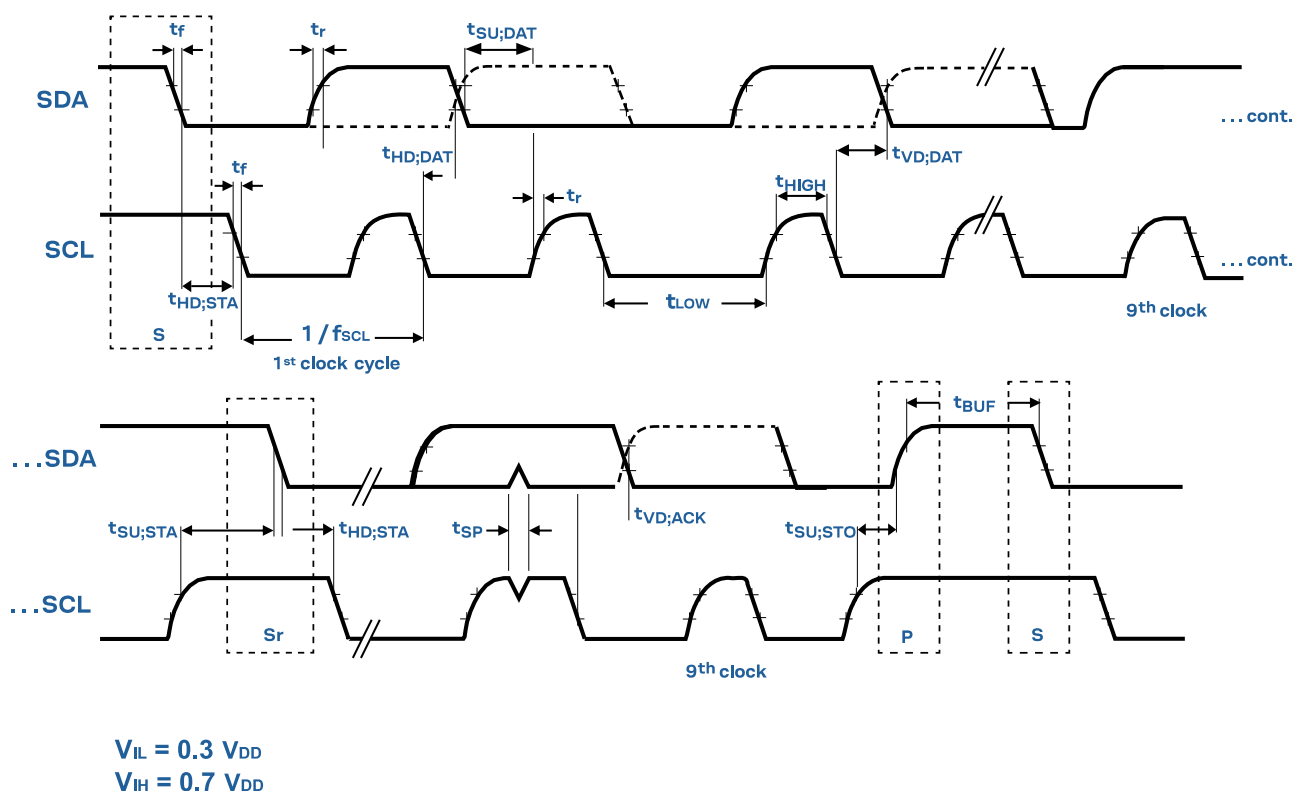 tf
tr
tSU;DAT
SDA
...cont.
tHD;DAT
tVD;DAT
tf
tr
tHIGH
SCL
...cont.
tHD;STA
tLOW
9th clock
S
1/fSCL
1st clock cycle
tBUF
...SDA
tSU;STA
tHD;STA
tSP
tVD;ACK
tSU;STO
...SCL
Sr
P
S
9th clock
VIL = 0.3 VDD
VIH = 0.7 VDD